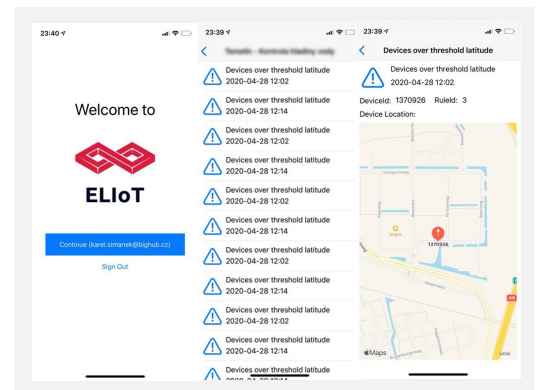 23:40
Welcome to
ELIoT
Continue (karel.simanek@bighub.cz)
Sign Out
23:39
Devices over threshold latitude
2020-04-28 12:02
Devices over threshold latitude
2020-04-28 12:14
Devices over threshold latitude
2020-04-28 12:02
Devices over threshold latitude
2020-04-28 12:14
Devices over threshold latitude
2020-04-28 12:02
Devices over threshold latitude
2020-04-28 12:14
Devices over threshold latitude
2020-04-28 12:02
Devices over threshold latitude
2020-04-28 12:14
Devices over threshold latitude
2020-04-28 12:02
Devices over threshold latitude
2020-04-28 12:14
Devices over threshold latitude
23:39
Devices over threshold latitude
Devices over threshold latitude
2020-04-28 12:02
DeviceId: 1370926 RuleId: 3
Device Location:
1370926
Maps
Legal